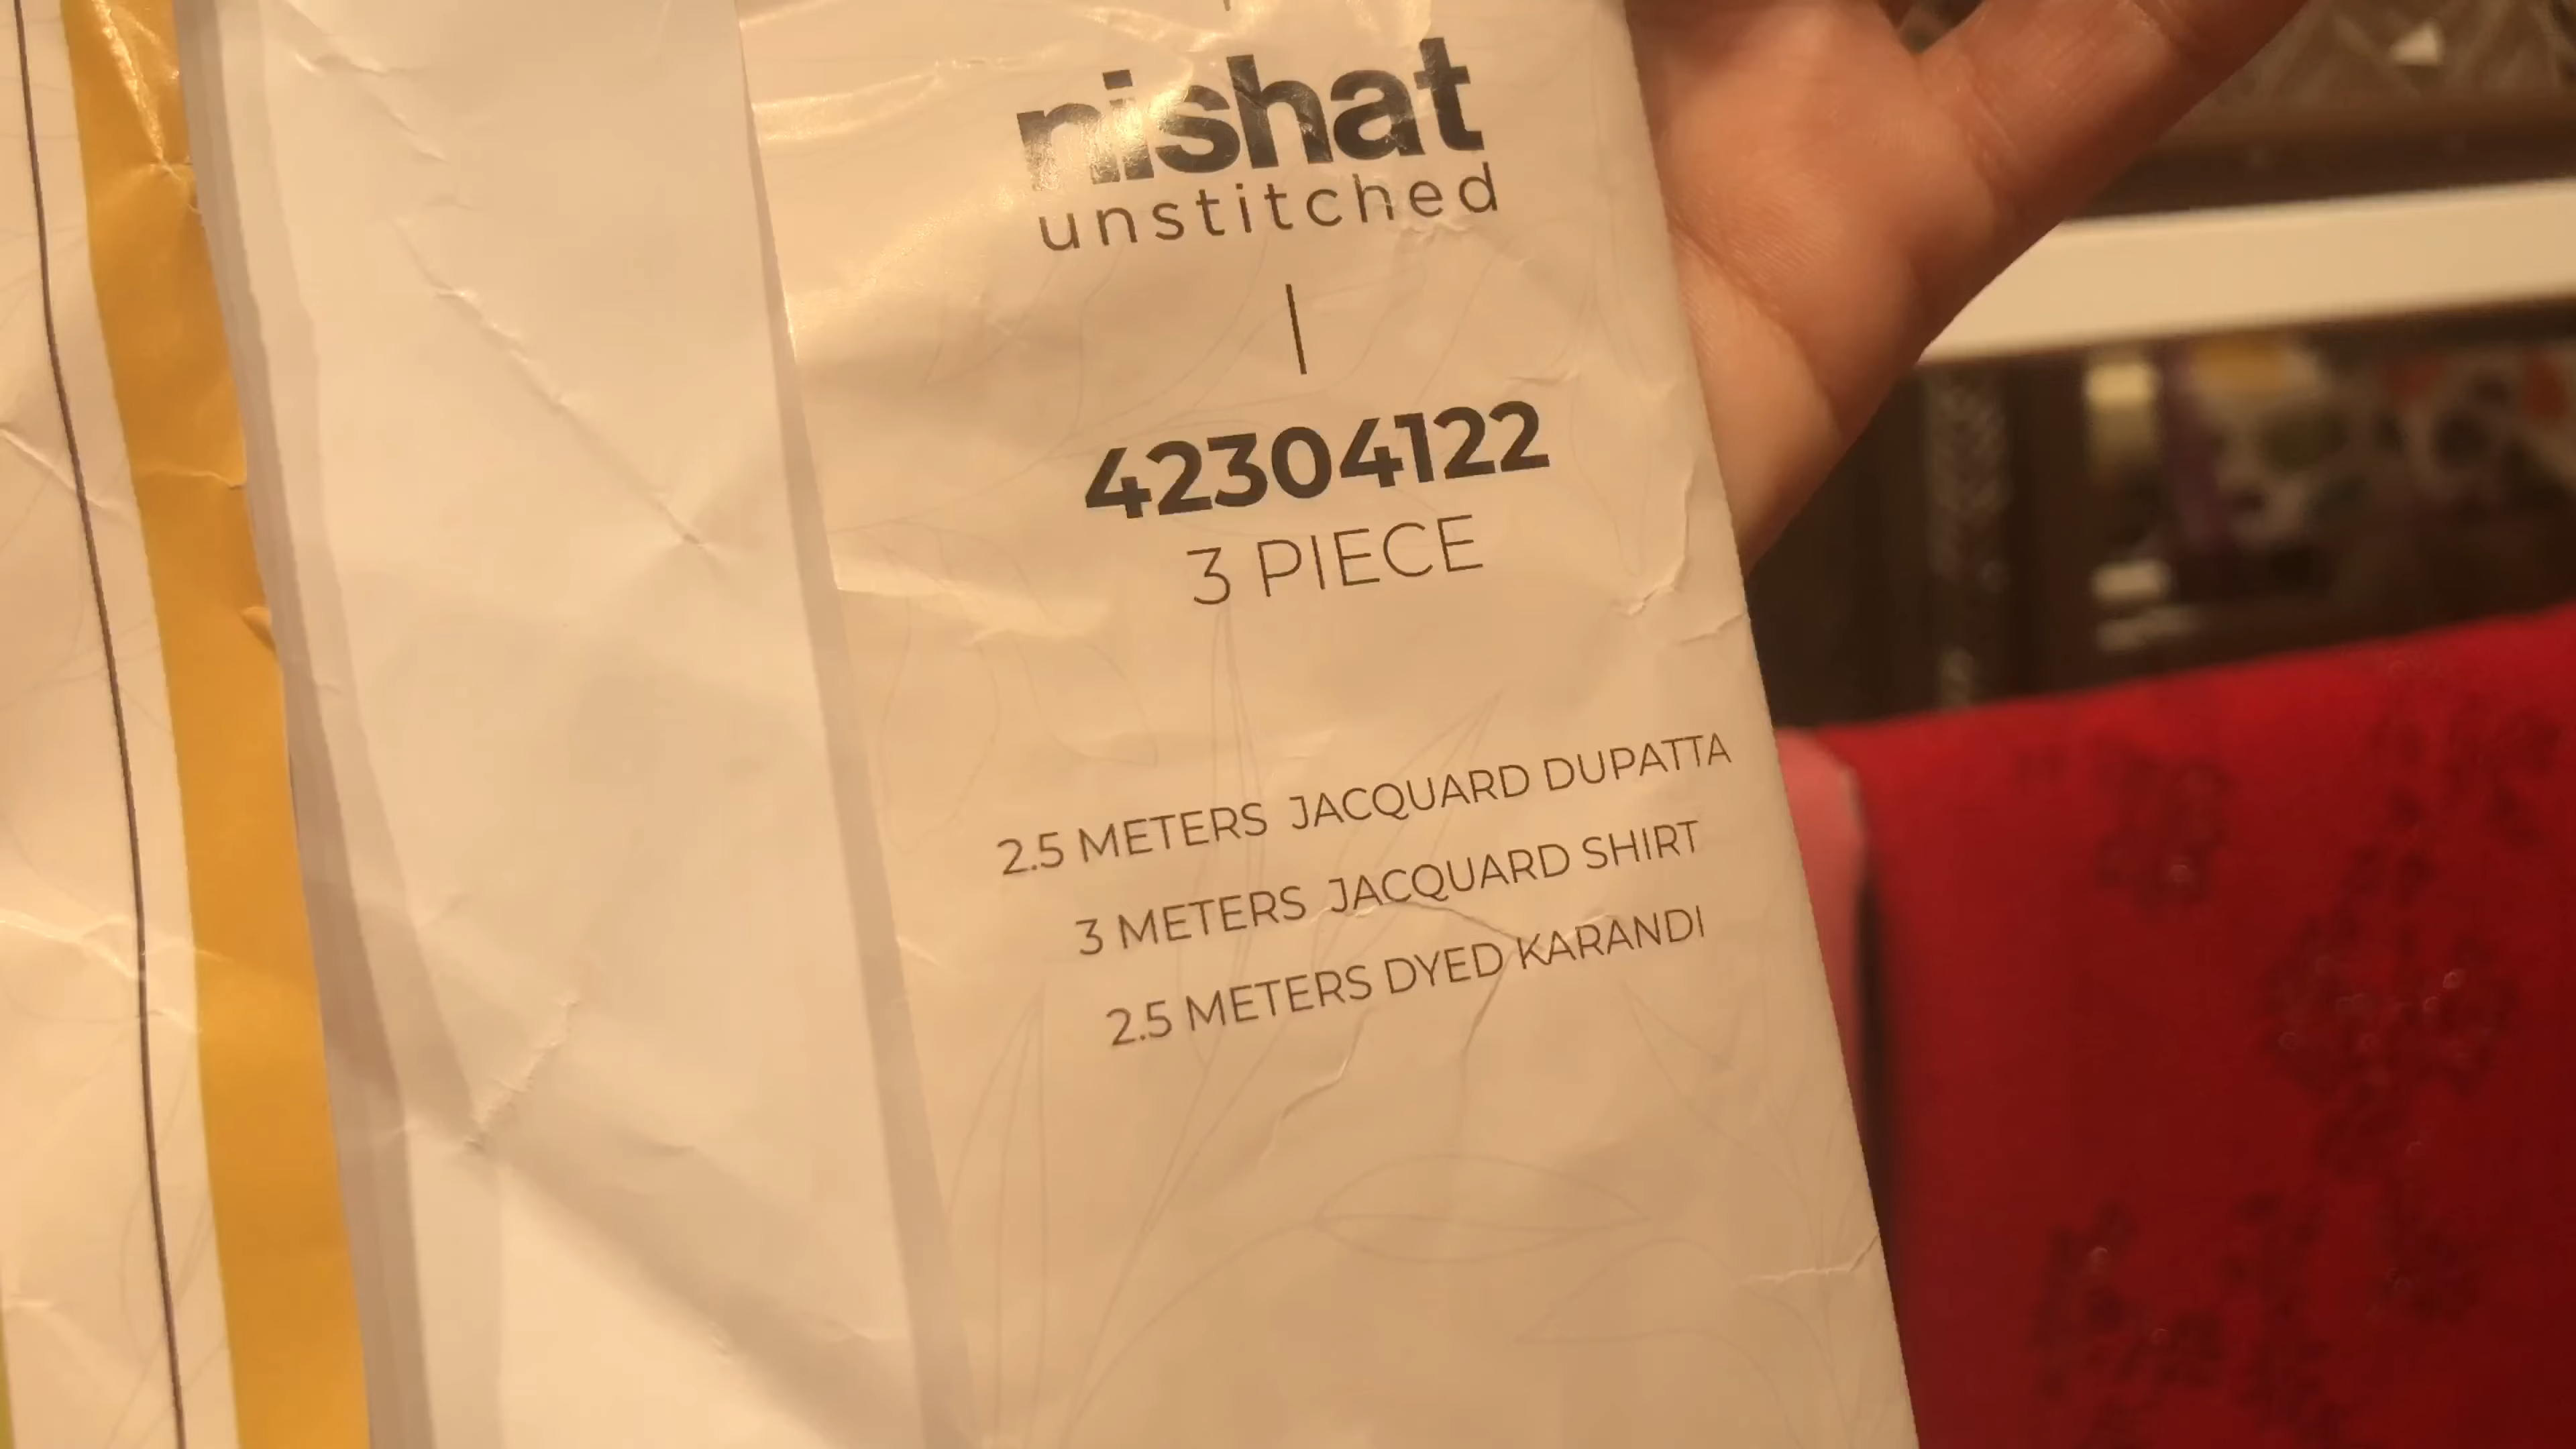 nishat
unstitched
42304122
3 PIECE
2.5 METERS JACQUARD DUPATTA
3 METERS JACQUARD SHIRT
2.5 METERS DYED KARANDI